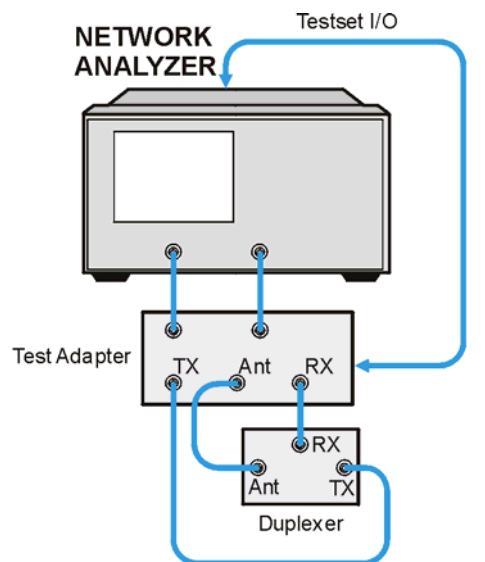 Testset I/O
NETWORK
ANALYZER
Test Adapter
TX Ant RX
RX
Ant TX
Duplexer